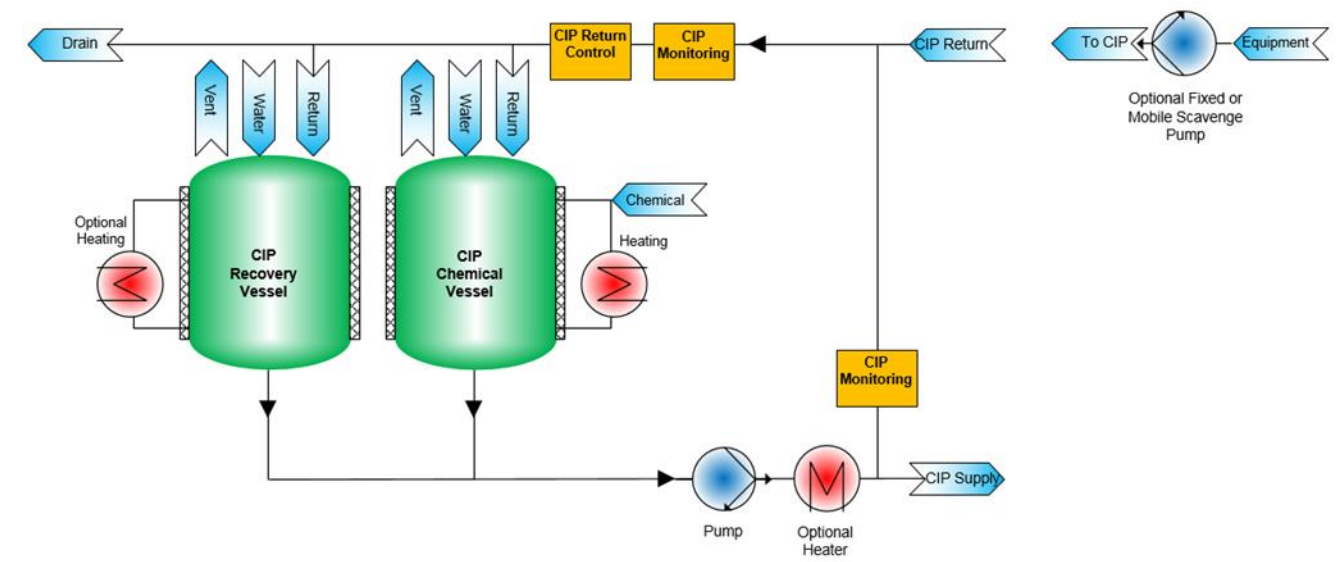 Drain
CIP Return
Control
CIP
Monitoring
CIP Return
To CIP
Equipment
Optional Fixed or
Mobile Scavenge
Pump
Vent
Water
Return
Vent
Water
Return
Chemical
Optional
Heating
Heating
CIP
Recovery
Vessel
CIP
Chemical
Vessel
CIP
Monitoring
CIP Supply
Pump
Optional
Heater